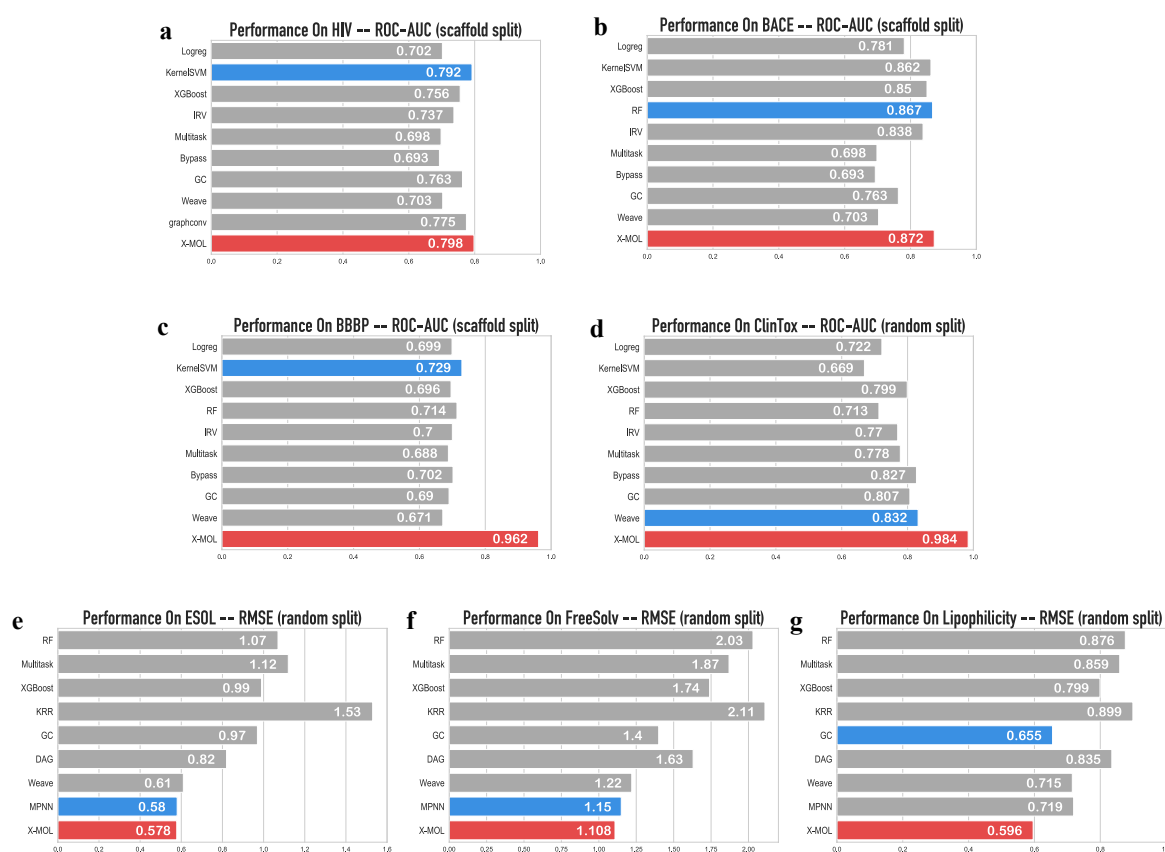 a
Performance On HIV -- ROC-AUC (scaffold split)
Logreg 0.702
KernelSVM 0.792
XGBoost 0.756
IRV 0.737
Multitask 0.698
Bypass 0.693
GC 0.763
Weave 0.703
graphconv 0.775
X-MOL 0.798
0,0 0,2 0,4 0,6 0,8 1,0
b
Performance On BACE -- ROC-AUC (scaffold split)
Logreg 0.781
KernelSVM 0.862
XGBoost 0.85
RF 0.867
IRV 0.838
Multitask 0.698
Bypass 0.693
GC 0.763
Weave 0.703
X-MOL 0.872
0,0 0,2 0,4 0,6 0,8 1,0
c
Performance On BBBP -- ROC-AUC (scaffold split)
Logreg 0.699
KernelSVM 0.729
XGBoost 0.696
RF 0.714
IRV 0.7
Multitask 0.688
Bypass 0.702
GC 0.69
Weave 0.671
X-MOL 0.962
0,0 0,2 0,4 0,6 0,8 1,0
d
Performance On ClinTox -- ROC-AUC (random split)
Logreg 0.722
KernelSVM 0.669
XGBoost 0.799
RF 0.713
IRV 0.77
Multitask 0.778
Bypass 0.827
GC 0.807
Weave 0.832
X-MOL 0.984
0,0 0,2 0,4 0,6 0,8 1,0
e
Performance On ESOL -- RMSE (random split)
RF 1.07
Multitask 1.12
XGBoost 0.99
KRR 1.53
GC 0.97
DAG 0.82
Weave 0.61
MPNN 0.58
X-MOL 0.578
0,0 0,2 0,4 0,6 0,8 1,0 1,2 1,4 1,6
f
Performance On FreeSolv -- RMSE (random split)
RF 2.03
Multitask 1.87
XGBoost 1.74
KRR 2.11
GC 1.4
DAG 1.63
Weave 1.22
MPNN 1.15
X-MOL 1.108
0,00 0,25 0,50 0,75 1,00 1,25 1,50 1,75 2,00
g
Performance On Lipophilicity -- RMSE (random split)
RF 0.876
Multitask 0.859
XGBoost 0.799
KRR 0.899
GC 0.655
DAG 0.835
Weave 0.715
MPNN 0.719
X-MOL 0.596
0,0 0,2 0,4 0,6 0,8